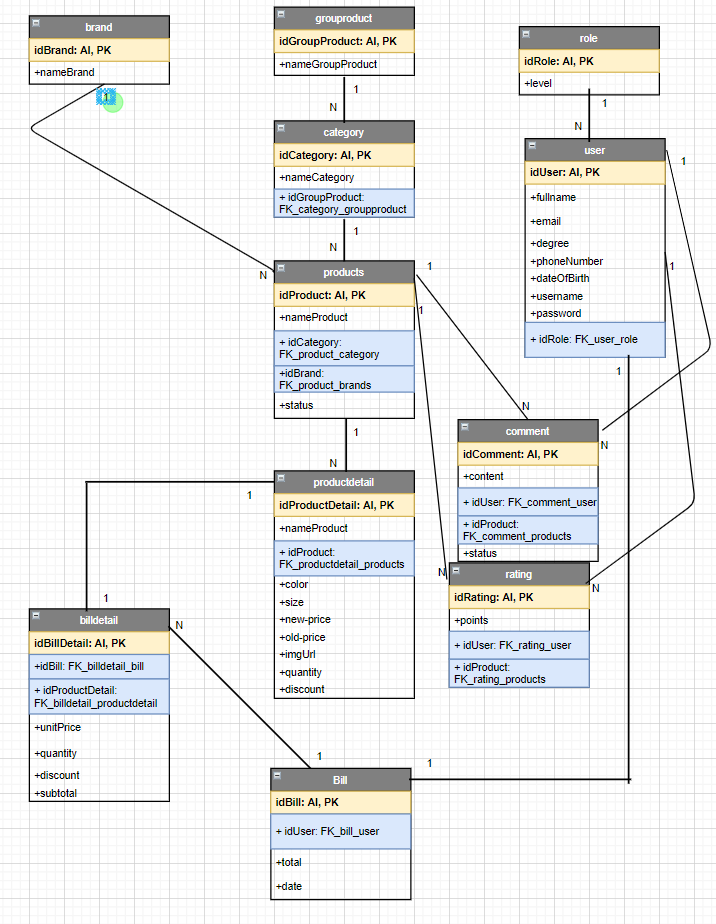 brand
idBrand: AI, PK
+nameBrand
1
N
grouproduct
idGroupProduct: AI, PK
+nameGroupProduct
1
N
category
idCategory: AI, PK
+nameCategory
+ idGroupProduct:
FK_category_groupproduct
1
N
products
idProduct: AI, PK
+nameProduct
+ idCategory:
FK_product_category
+idBrand:
FK_product_brands
+status
1
N
1
N
1
N
role
idRole: AI, PK
+level
1
N
user
idUser: AI, PK
+fullname
+email
+degree
+phoneNumber
+dateOfBirth
+username
+password
+ idRole: FK_user_role
1
N
1
N
1
1
comment
idComment: AI, PK
+content
+ idUser: FK_comment_user
+ idProduct:
FK_comment_products
+status
rating
idRating: AI, PK
+points
+ idUser: FK_rating_user
+ idProduct:
FK_rating_products
productdetail
idProductDetail: AI, PK
+nameProduct
+ idProduct:
FK_productdetail_products
+color
+size
+new-price
+old-price
+imgUrl
+quantity
+discount
1
1
billdetail
idBillDetail: AI, PK
+idBill: FK_billdetail_bill
+ idProductDetail:
FK_billdetail_productdetail
+unitPrice
+quantity
+discount
+subtotal
N
1
Bill
idBill: AI, PK
+ idUser: FK_bill_user
+total
+date